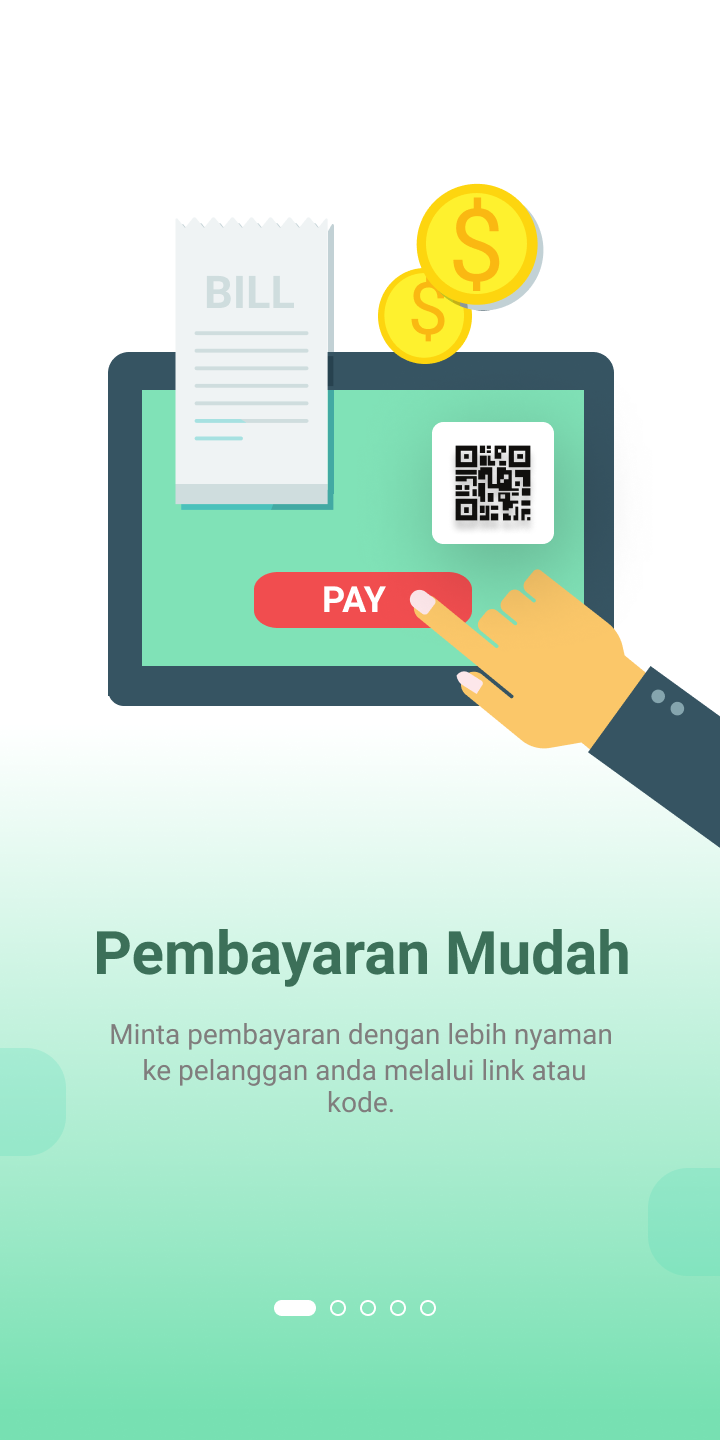 BILL
$
$
PAY
Pembayaran Mudah
Minta pembayaran dengan lebih nyaman
ke pelanggan anda melalui link atau
kode.